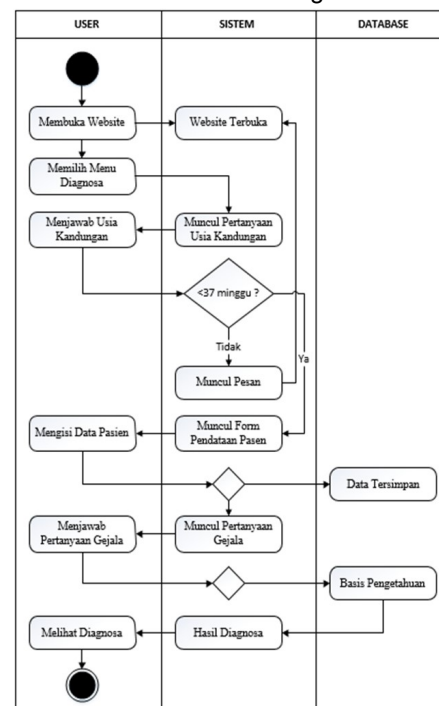 USER
SISTEM
DATABASE
Membuka Website
Website Terbuka
Memilih Menu
Diagnosa
Menjawab Usia
Kandungan
Muncul Pertanyaan
Usia Kandungan
<37 minggu ?
Tidak
Ya
Muncul Pesan
Mengisi Data Pasien
Muncul Form
Pendataan Pasen
Data Tersimpan
Menjawab
Pertanyaan Gejala
Muncul Pertanyaan
Gejala
Basis Pengetahuan
Melihat Diagnosa
Hasil Diagnosa